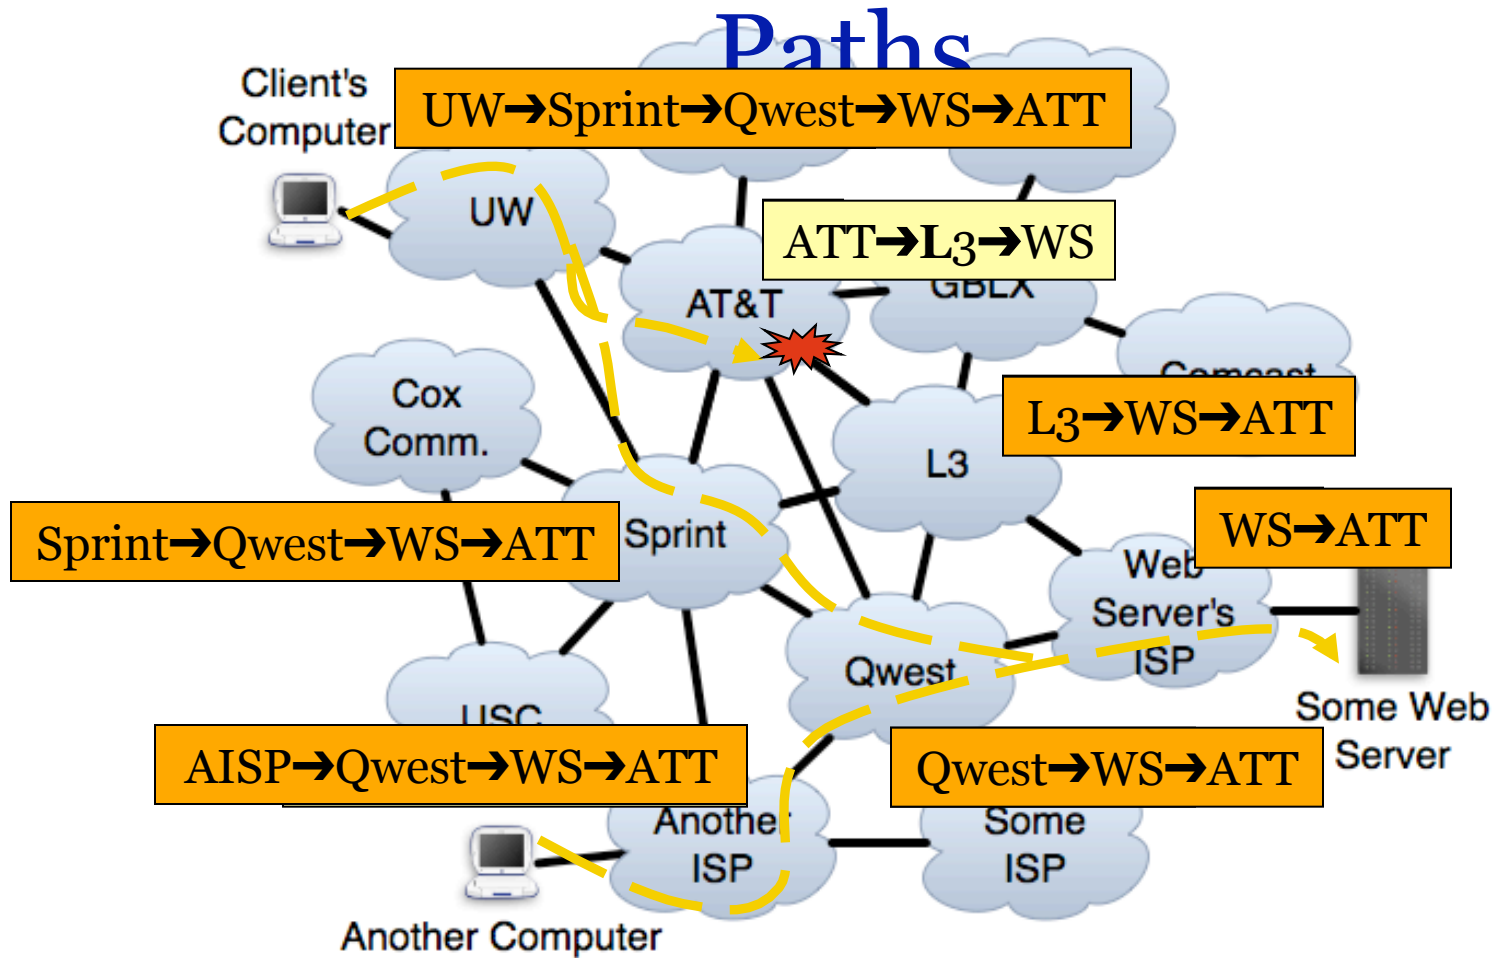 Paths
Client's
Computer
UW➔Sprint➔Qwest➔WS➔ATT
UW
ATT➔L3➔WS
AT&T
GBLX
Comcast
Cox
Comm.
L3➔WS➔ATT
L3
Sprint➔Qwest➔WS➔ATT
Sprint
WS➔ATT
Web
Server's
ISP
Qwest
Some Web
Server
USC
AISP➔Qwest➔WS➔ATT
Qwest➔WS➔ATT
Another
ISP
Some
ISP
Another Computer